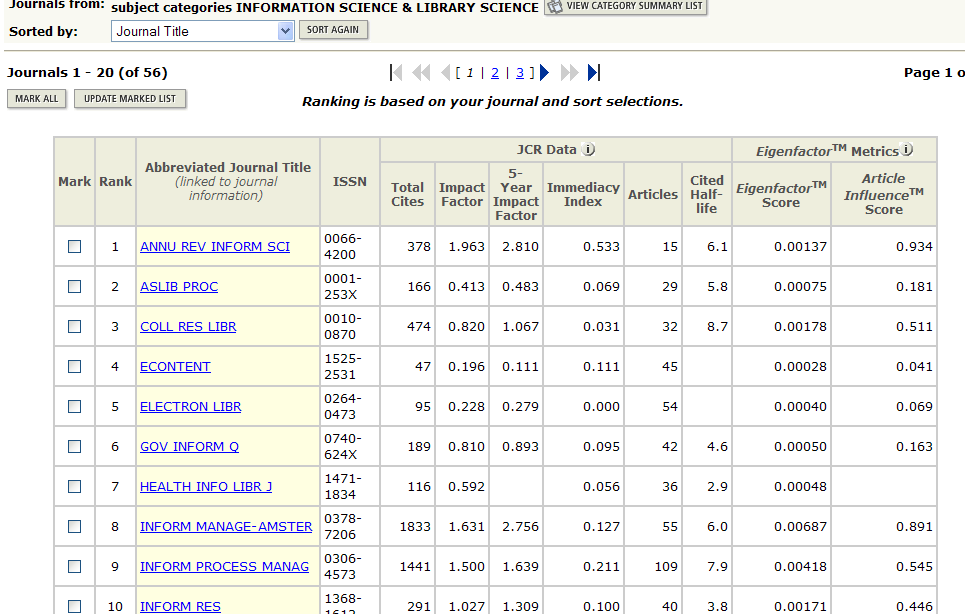 Journals from: subject categories INFORMATION SCIENCE & LIBRARY SCIENCE VIEW CATEGORY SUMMARY LIST
Sorted by: Journal Title SORT AGAIN
Journals 1 - 20 (of 56) [ 1 | 2 | 3 ] Page 1
MARK ALL UPDATE MARKED LIST Ranking is based on your journal and sort selections.
JCR Data i Eigenfactor™ Metrics i
Mark Rank Abbreviated Journal Title (linked to journal information) ISSN Total Cites Impact Factor 5-Year Impact Factor Immediacy Index Articles Cited Half-life Eigenfactor™ Score Article Influence™ Score
1 ANNU REV INFORM SCI 0066-4200 378 1.963 2.810 0.533 15 6.1 0.00137 0.934
2 ASLIB PROC 0001-253X 166 0.413 0.483 0.069 29 5.8 0.00075 0.181
3 COLL RES LIBR 0010-0870 474 0.820 1.067 0.031 32 8.7 0.00178 0.511
4 ECONTENT 1525-2531 47 0.196 0.111 0.111 45 0.00028 0.041
5 ELECTRON LIBR 0264-0473 95 0.228 0.279 0.000 54 0.00040 0.069
6 GOV INFORM Q 0740-624X 189 0.810 0.893 0.095 42 4.6 0.00050 0.163
7 HEALTH INFO LIBR J 1471-1834 116 0.592 0.056 36 2.9 0.00048
8 INFORM MANAGE-AMSTER 0378-7206 1833 1.631 2.756 0.127 55 6.0 0.00687 0.891
9 INFORM PROCESS MANAG 0306-4573 1441 1.500 1.639 0.211 109 7.9 0.00418 0.545
10 INFORM RES 1368- 291 1.027 1.309 0.100 40 3.8 0.00171 0.446